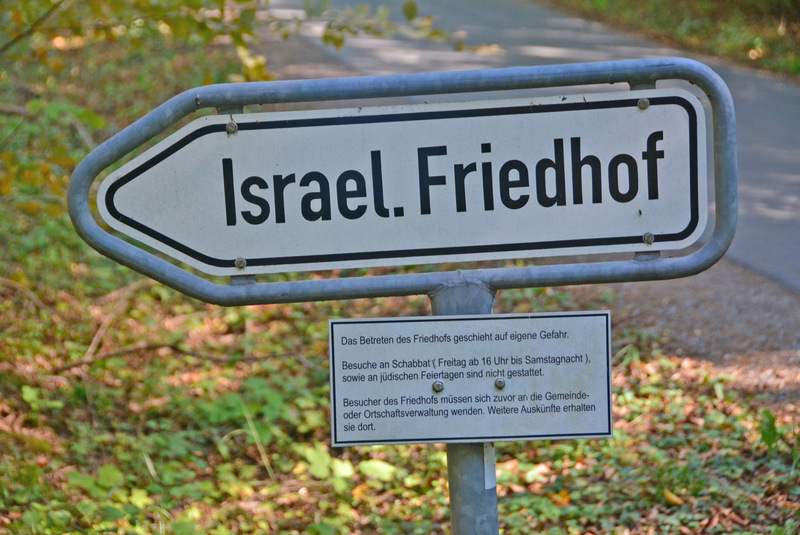 Israel. Friedhof
Das Betreten des Friedhofs geschieht auf eigene Gefahr.
Besuche an Schabbat ( Freitag ab 16 Uhr bis Samstagnacht ),
sowie an jüdischen Feiertagen sind nicht gestattet.
Besucher des Friedhofs müssen sich zuvor an die Gemeinde-
oder Ortschaftsverwaltung wenden. Weitere Auskünfte erhalten
sie dort.